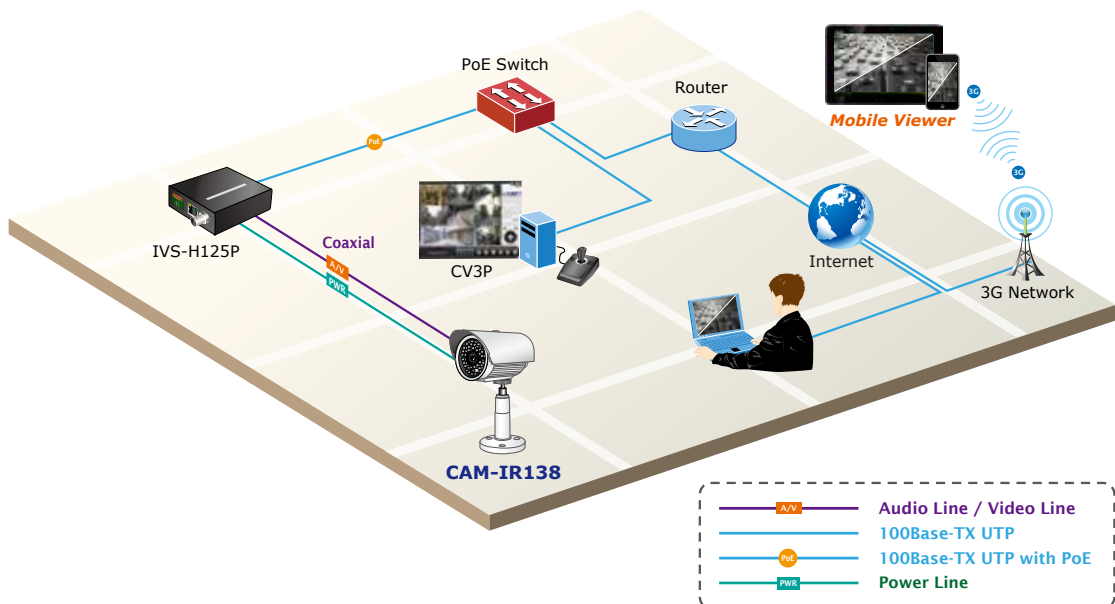 PoE Switch
Router
3G
Mobile Viewer
PoE
3G
IVS-H125P
Coaxial
A/V
PWR
CV3P
Internet
3G Network
CAM-IR138
A/V Audio Line / Video Line
100Base-TX UTP
PoE 100Base-TX UTP with PoE
PWR Power Line